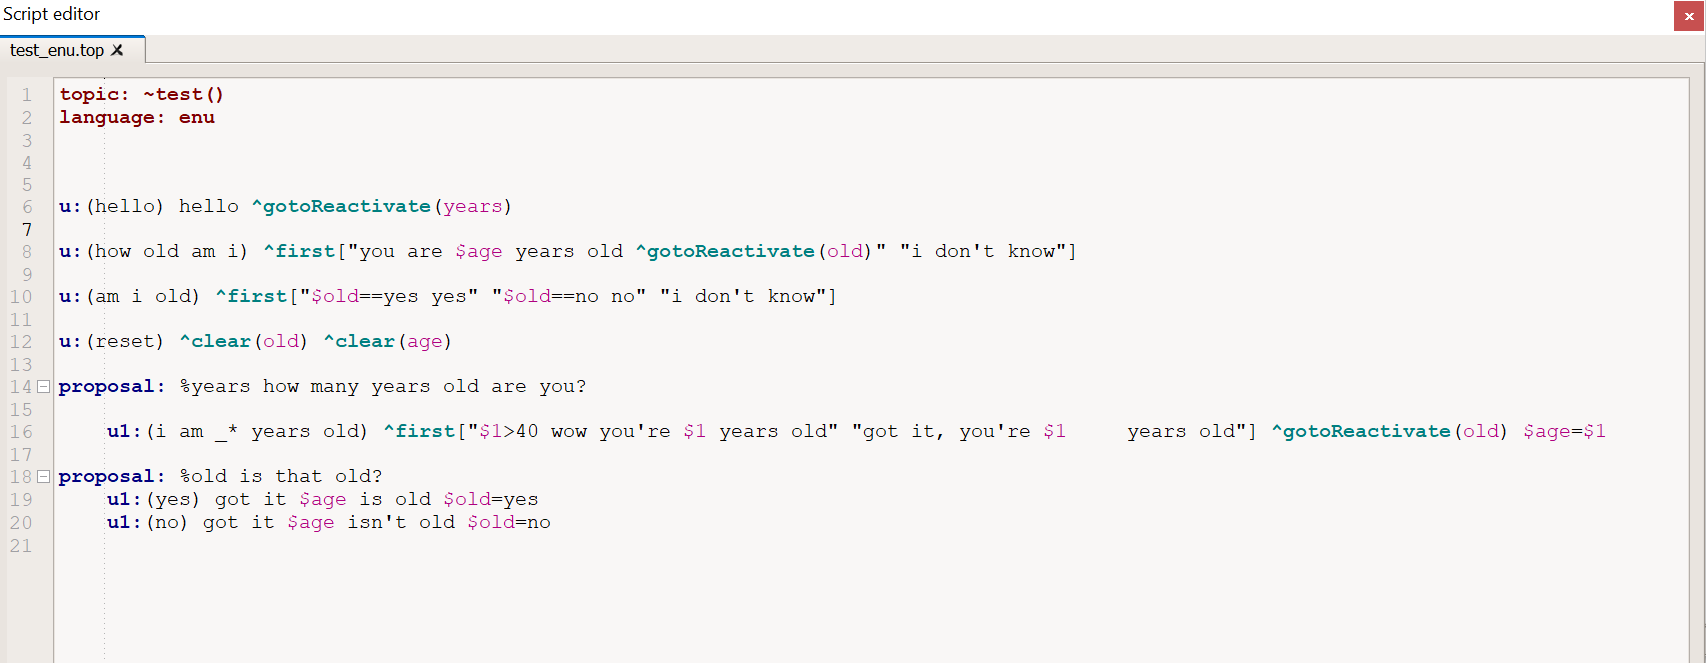 Script editor
test_enu.top
1 topic: ~test()
2 language: enu
3
4
5
6 u:(hello) hello ^gotoReactivate(years)
7
8 u:(how old am i) ^first["you are $age years old ^gotoReactivate(old)" "i don't know"]
9
10 u:(am i old) ^first["$old==yes yes" "$old==no no" "i don't know"]
11
12 u:(reset) ^clear(old) ^clear(age)
13
14 proposal: %years how many years old are you?
15
16 u1:(i am _* years old) ^first["$1>40 wow you're $1 years old" "got it, you're $1     years old"] ^gotoReactivate(old) $age=$1
17
18 proposal: %old is that old?
19 u1:(yes) got it $age is old $old=yes
20 u1:(no) got it $age isn't old $old=no
21